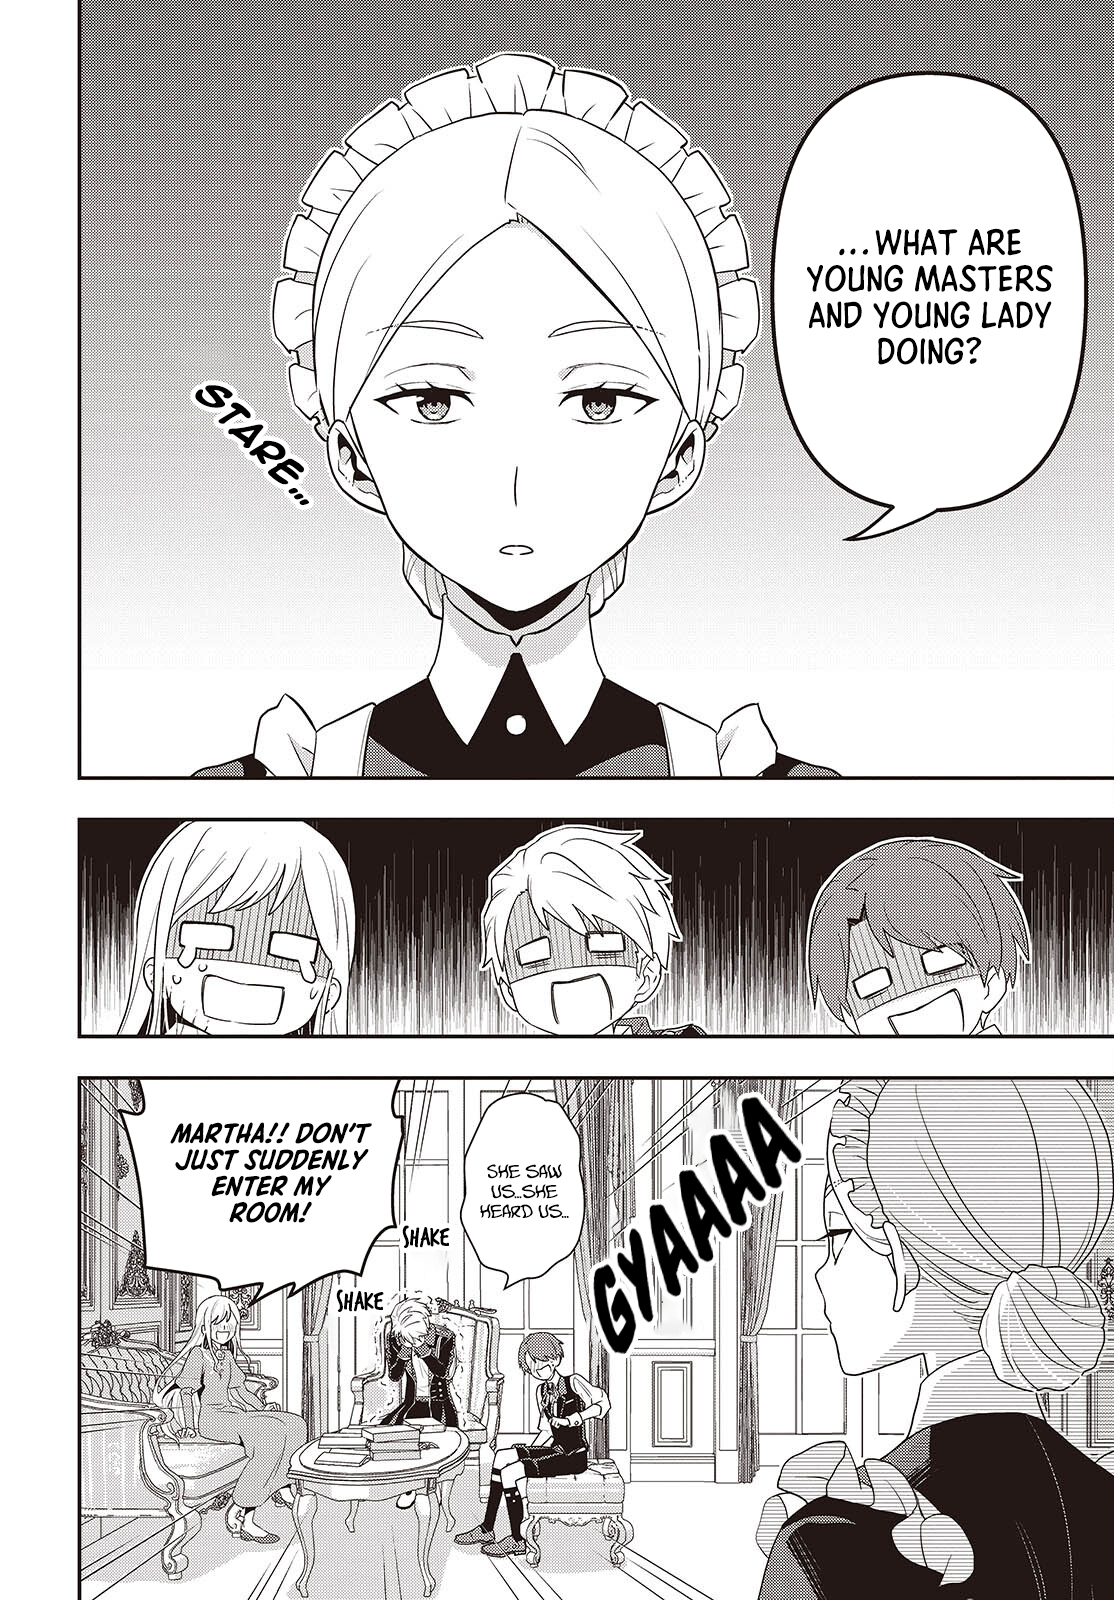 ...WHAT ARE
YOUNG MASTERS
AND YOUNG LADY
DOING?
STARE...
GYAAAAA
SHE SAW
US...SHE
HEARD US...
SHAKE
SHAKE
MARTHA!! DON'T
JUST SUDDENLY
ENTER MY
ROOM!